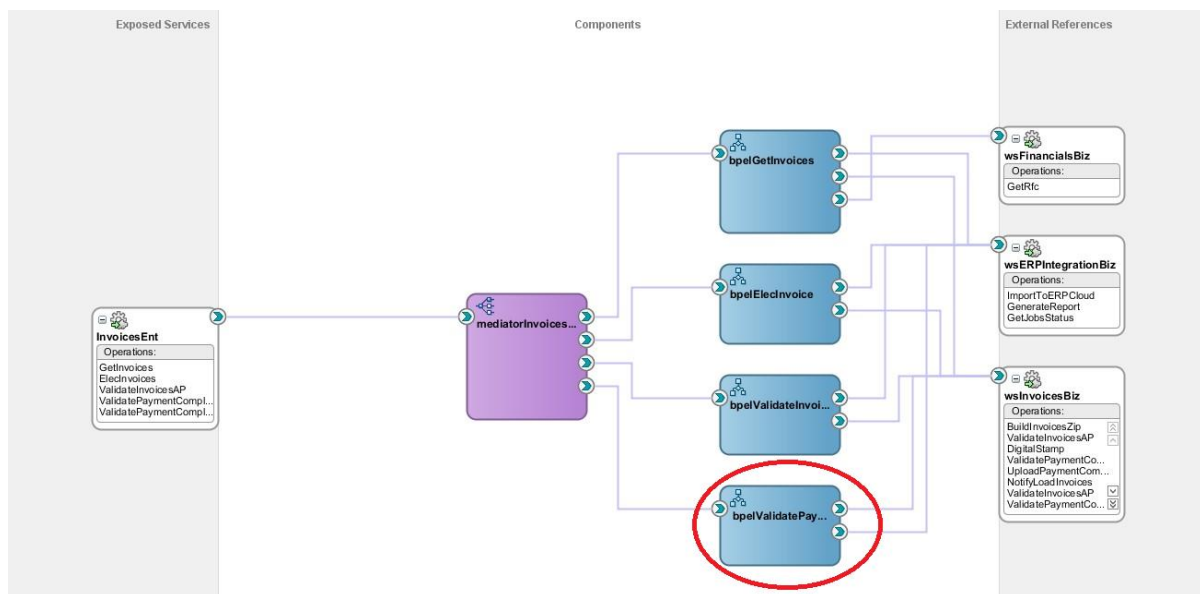 Exposed Services
Components
External References
InvoicesEnt
Operations:
GetInvoices
ElecInvoices
ValidateInvoicesAP
ValidatePaymentCompl...
ValidatePaymentCompl...
mediatorInvoices...
bpelGetInvoices
bpelElecInvoice
bpelValidateInvoi...
bpelValidatePay...
wsFinancialsBiz
Operations:
GetRfc
wsERPIntegrationBiz
Operations:
ImportToERPCloud
GenerateReport
GetJobsStatus
wsInvoicesBiz
Operations:
BuildInvoicesZip
ValidateInvoicesAP
DigitalStamp
ValidatePaymentCo...
UploadPaymentCom...
NotifyLoadInvoices
ValidateInvoicesAP
ValidatePaymentCo...